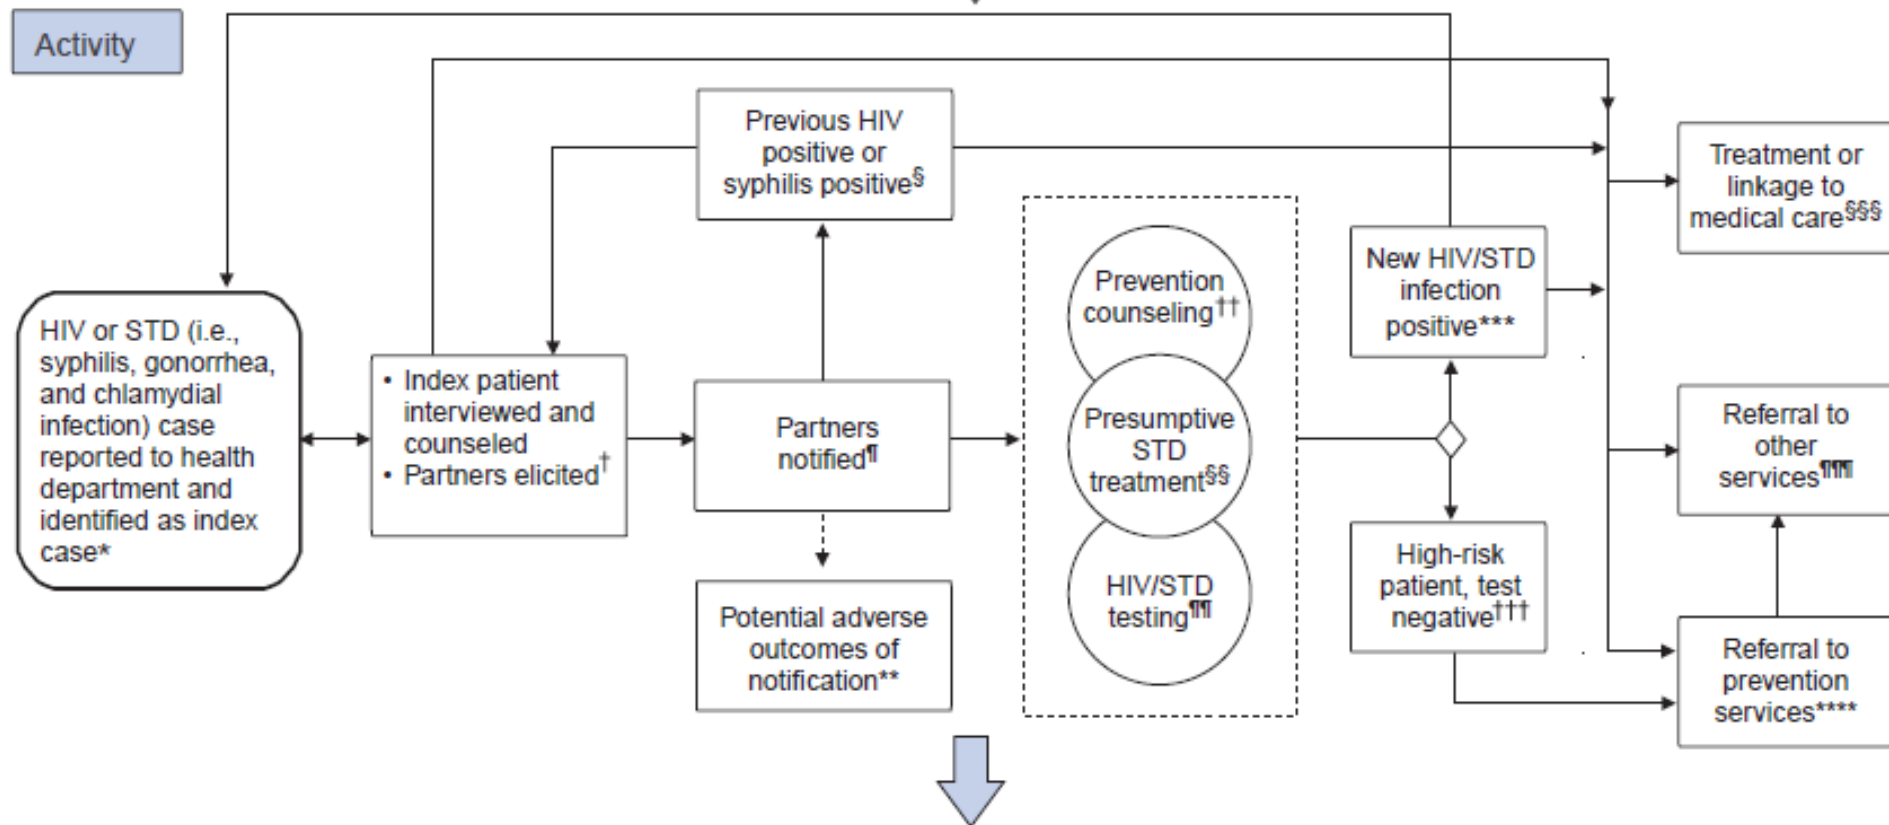 Activity
HIV or STD (i.e.,
syphilis, gonorrhea,
and chlamydial
infection) case
reported to health
department and
identified as index
case*
• Index patient
interviewed and
counseled
• Partners elicited†
Previous HIV
positive or
syphilis positive§
Partners
notified¶
Potential adverse
outcomes of
notification**
Prevention
counseling††
Presumptive
STD
treatment§§
HIV/STD
testing¶¶
New HIV/STD
infection
positive***
High-risk
patient, test
negative†††
Treatment or
linkage to
medical care§§§
Referral to
other
services¶¶¶
Referral to
prevention
services****